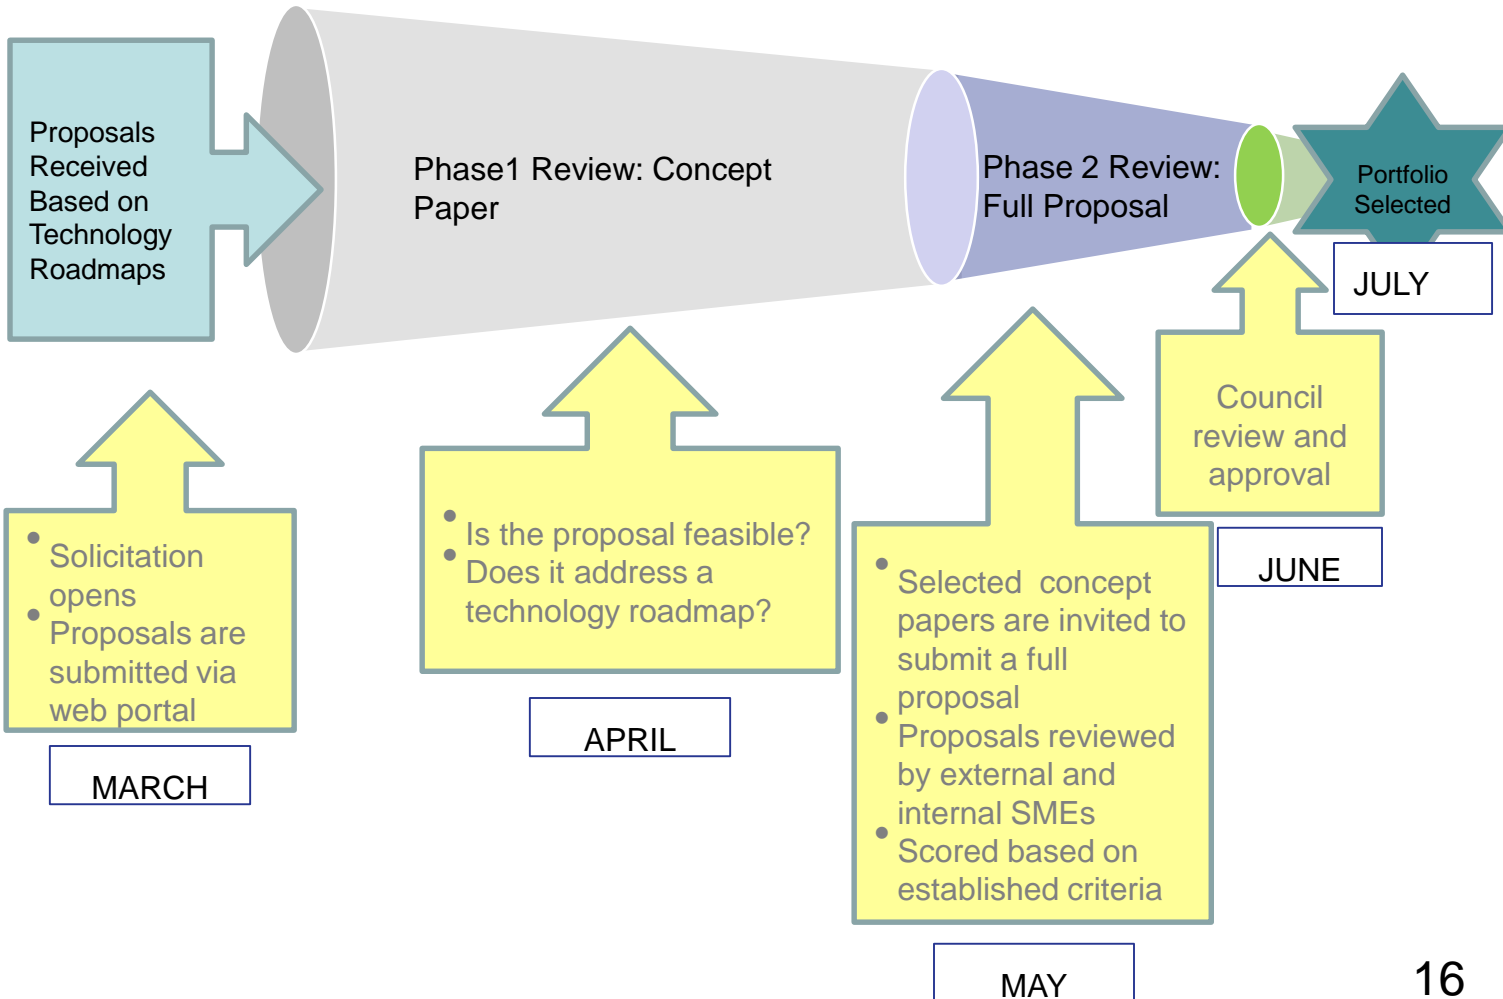 Proposals
Received
Based on
Technology
Roadmaps
Phase1 Review: Concept
Paper
Phase 2 Review:
Full Proposal
Portfolio
Selected
JULY
• Solicitation
opens
• Proposals are
submitted via
web portal
MARCH
• Is the proposal feasible?
• Does it address a
technology roadmap?
APRIL
• Selected concept
papers are invited to
submit a full
proposal
• Proposals reviewed
by external and
internal SMEs
• Scored based on
established criteria
MAY
Council
review and
approval
JUNE
16